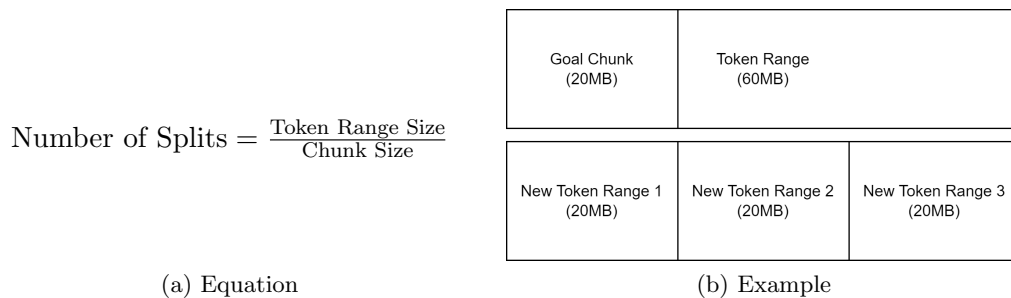 Number of Splits = Token Range Size / Chunk Size
(a) Equation
Goal Chunk
(20MB)
Token Range
(60MB)
New Token Range 1
(20MB)
New Token Range 2
(20MB)
New Token Range 3
(20MB)
(b) Example